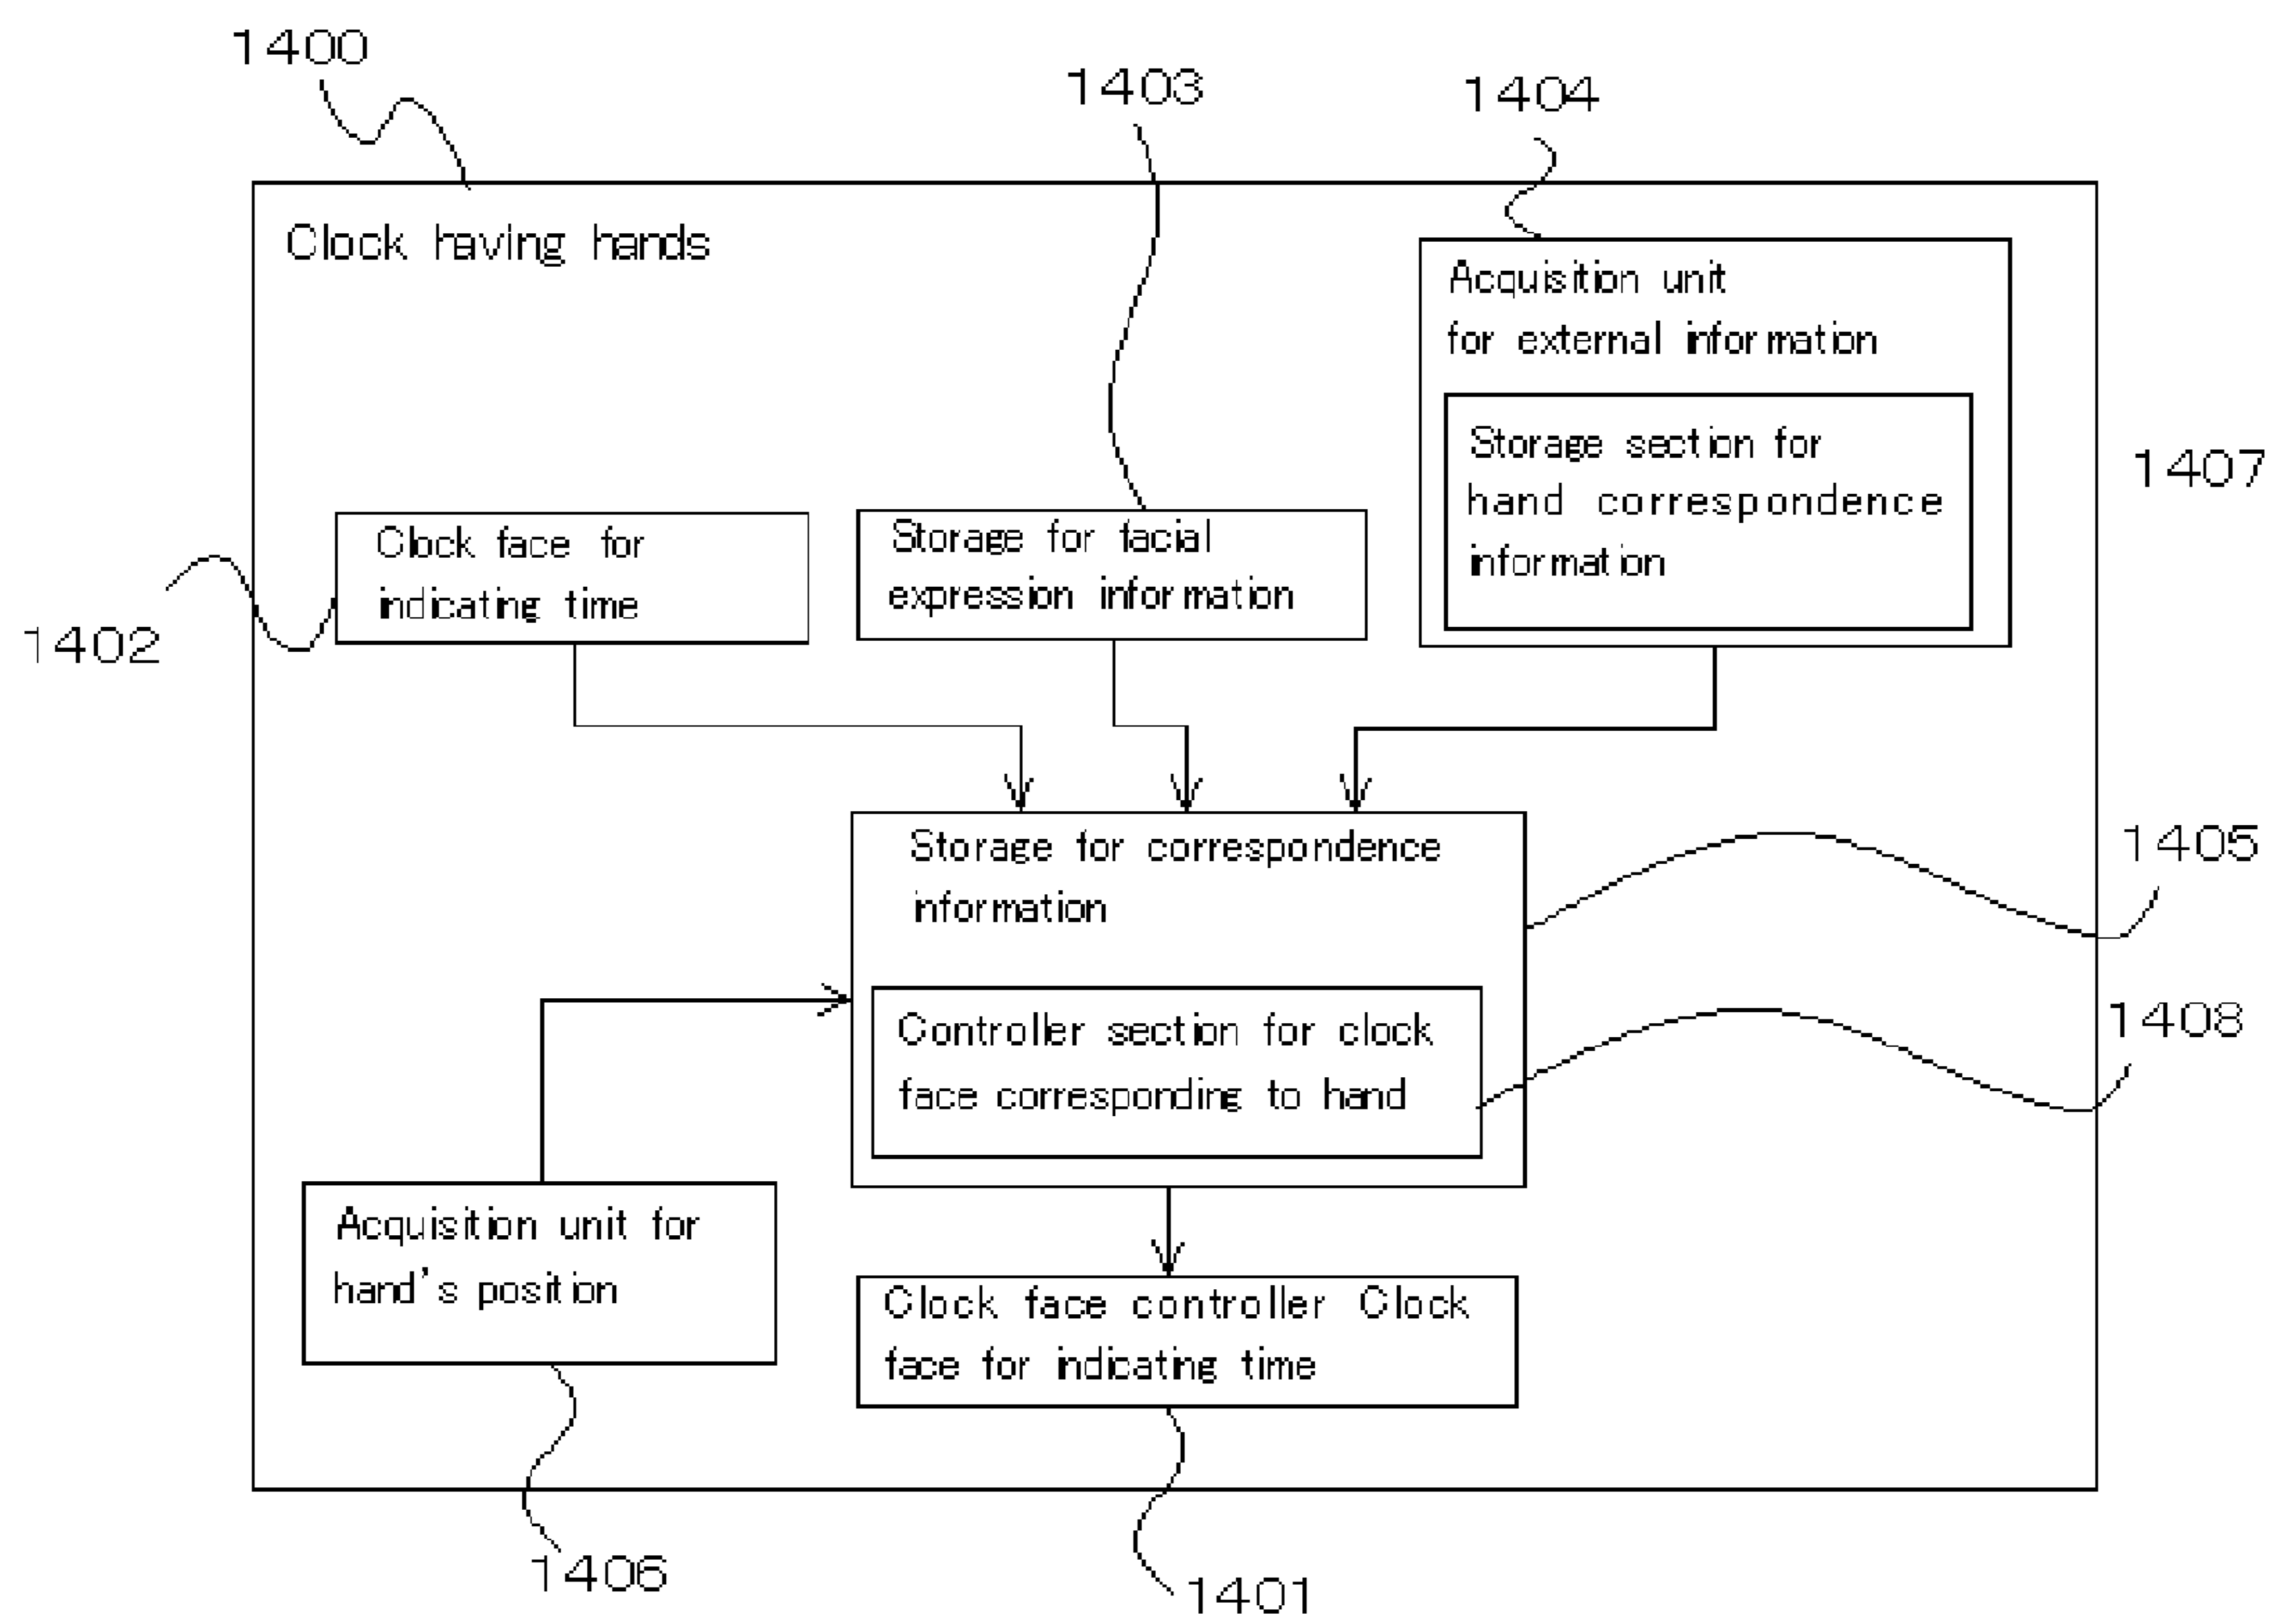 1400
1403
1404
Clock having hands
Acquisition unit
for external information
Storage section for
hand correspondence
information
1407
Clock face for
indicating time
Storage for facial
expression information
1402
Storage for correspondence
information
1405
Controller section for clock
face corresponding to hand
1408
Acquisition unit for
hand's position
Clock face controller Clock
face for indicating time
1406
1401